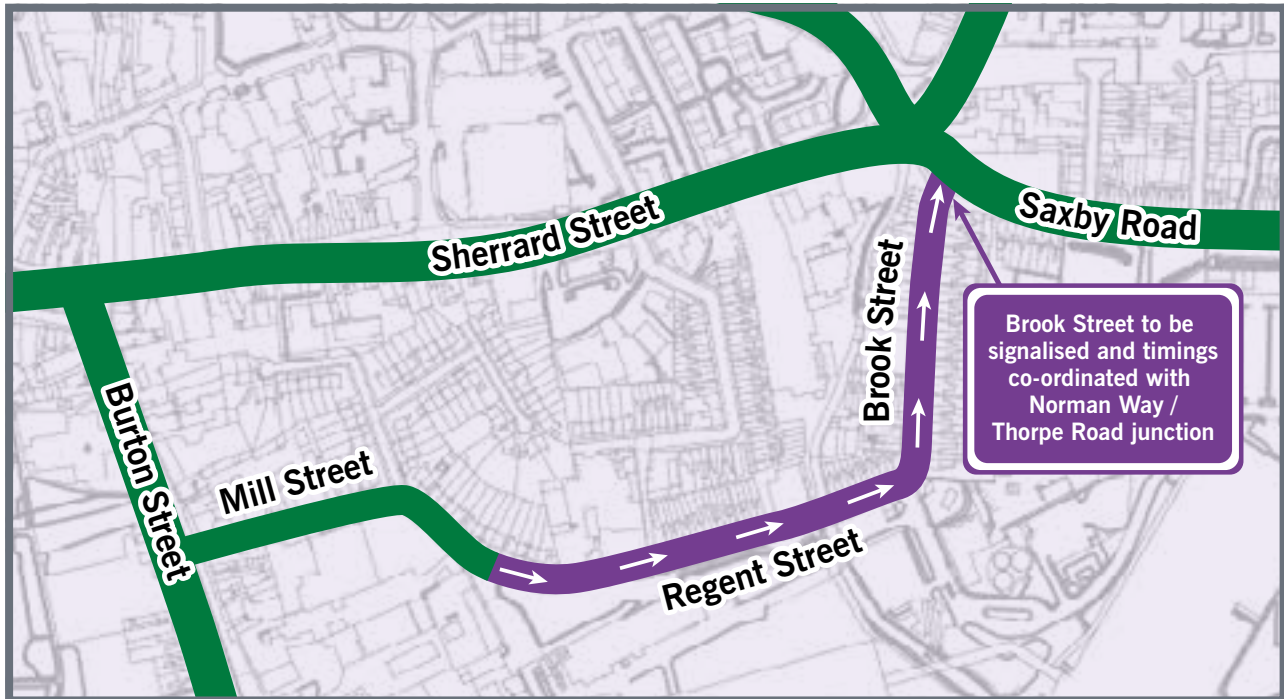 Sherrard Street
Saxby Road
Brook Street
Brook Street to be
signalised and timings
co-ordinated with
Norman Way /
Thorpe Road junction
Burton Street
Mill Street
Regent Street